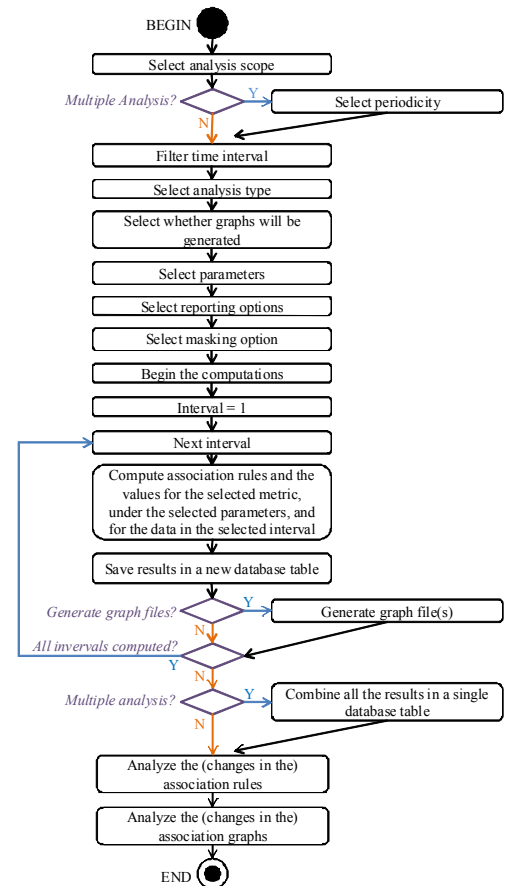 BEGIN
Select analysis scope
Multiple Analysis?
Y
Select periodicity
N
Filter time interval
Select analysis type
Select whether graphs will be
generated
Select parameters
Select reporting options
Select masking option
Begin the computations
Interval = 1
Next interval
Compute association rules and the
values for the selected metric,
under the selected parameters, and
for the data in the selected interval
Save results in a new database table
Generate graph files?
Y
Generate graph file(s)
N
All invervals computed?
Y
N
Multiple analysis?
Y
Combine all the results in a single
database table
N
Analyze the (changes in the)
association rules
Analyze the (changes in the)
association graphs
END